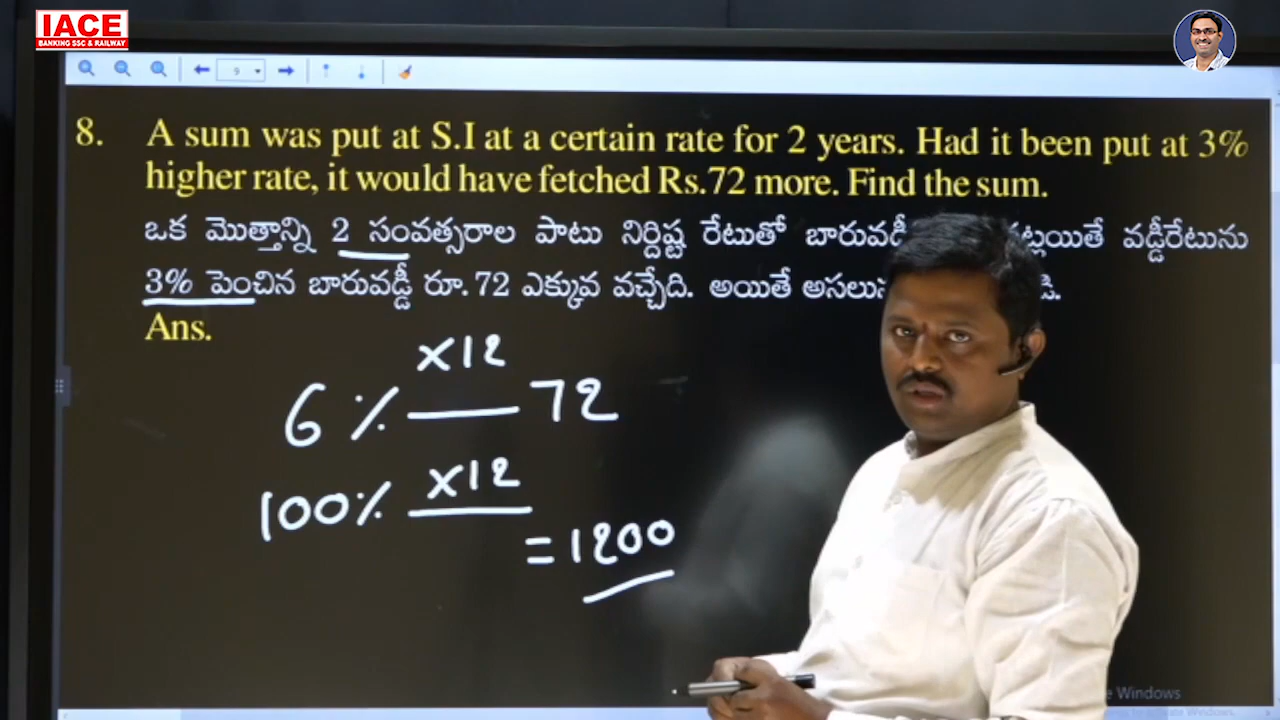 IACE
BANKING SSC & RAILWAY
9
8. A sum was put at S.I at a certain rate for 2 years. Had it been put at 3%
higher rate, it would have fetched Rs.72 more. Find the sum.
ఒక మొత్తాన్ని 2 సంవత్సరాల పాటు నిర్దిష్ట రేటుతో వడ్డీరేటును
3% పెంచిన బారువడ్డీ రూ. 72 ఎక్కువ వచ్చేది. అయితే
Ans.
×12
6% 72
×12
100%
= 1200
Windows